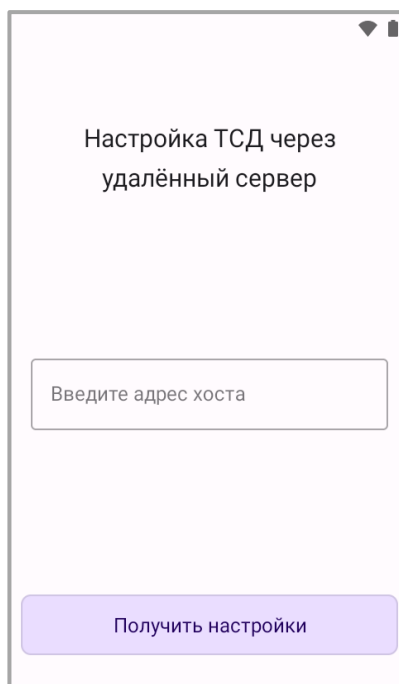 Настройка ТСД через
удалённый сервер
Введите адрес хоста
Получить настройки